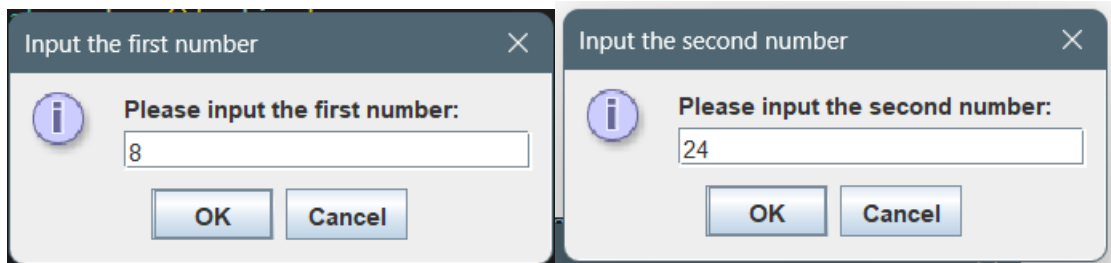 Input the first number
Please input the first number:
8
OK Cancel
Input the second number
Please input the second number:
24
OK Cancel